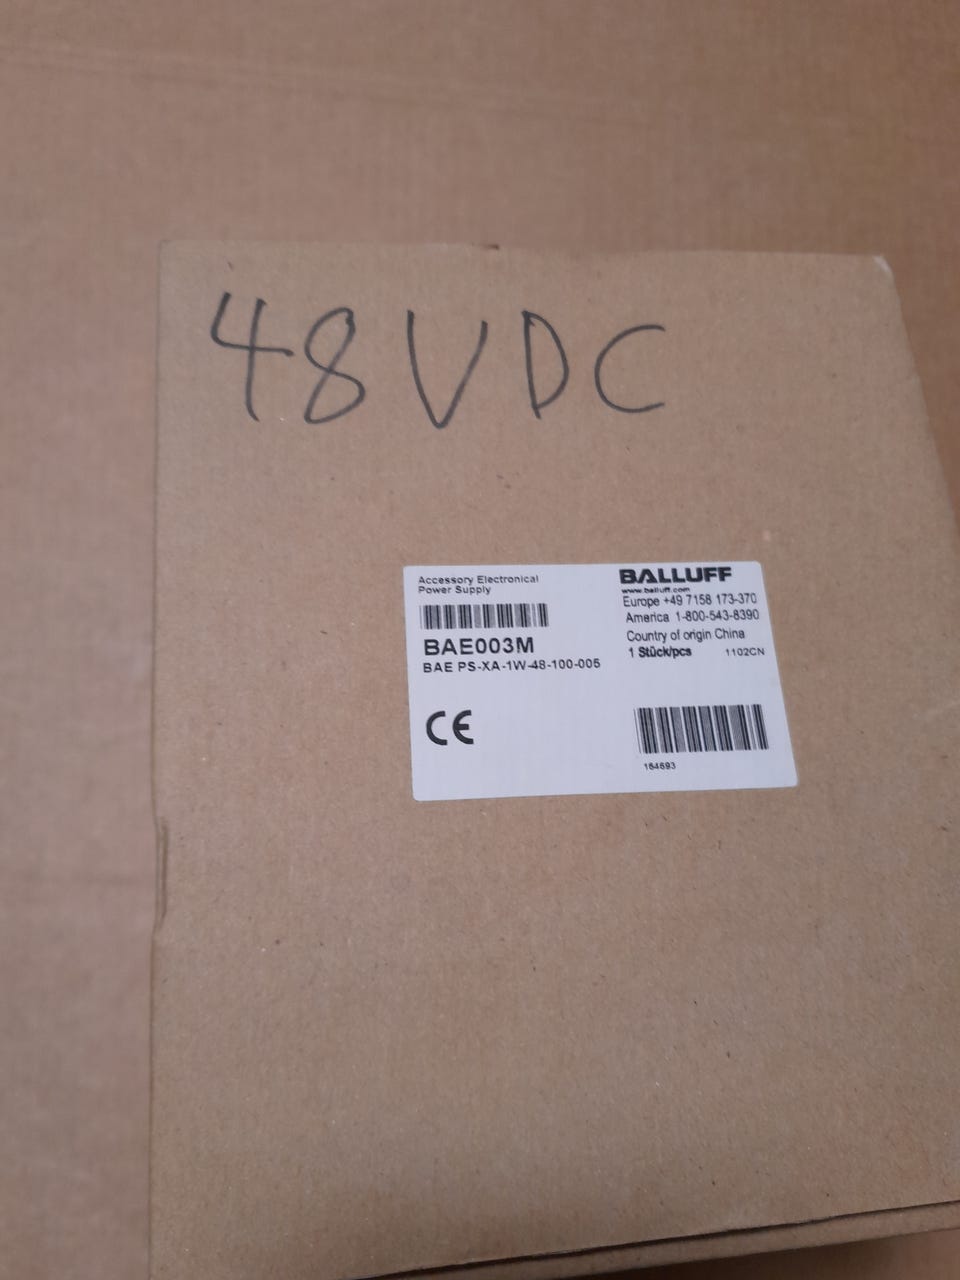 48VDC
Accessory Electronical
Power Supply
BAE003M
BAE PS-XA-1W-48-100-005
CE
BALLUFF
www.balluff.com
Europe +49 7158 173-370
America 1-800-543-8390
Country of origin China
1 Stück/pcs 1102CN
164693